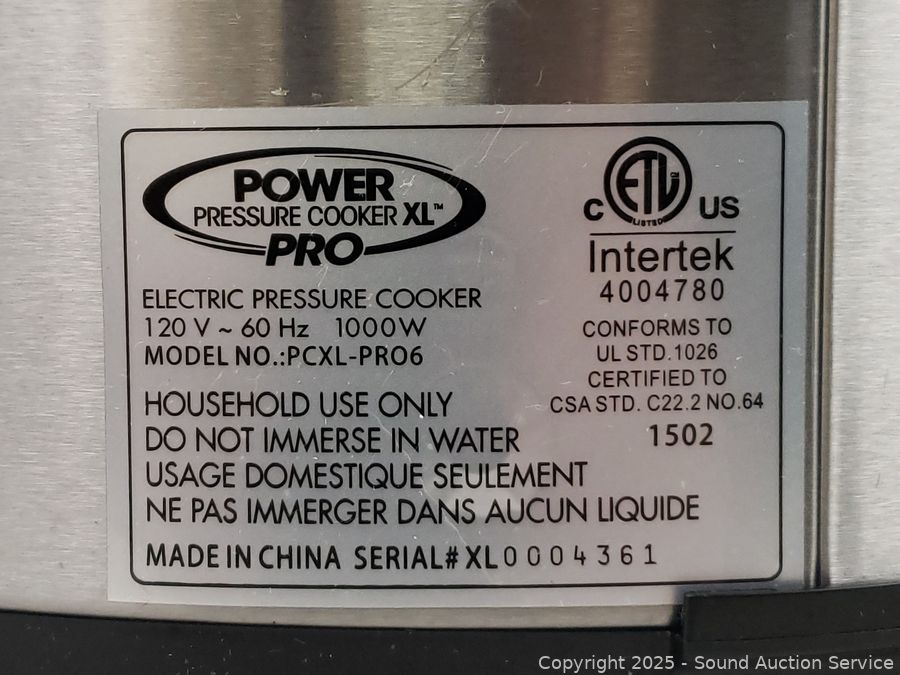 POWER
PRESSURE COOKER XL™
PRO
ELECTRIC PRESSURE COOKER
120 V ~ 60 Hz 1000W
MODEL NO.:PCXL-PRO6
HOUSEHOLD USE ONLY
DO NOT IMMERSE IN WATER
USAGE DOMESTIQUE SEULEMENT
NE PAS IMMERGER DANS AUCUN LIQUIDE
MADE IN CHINA SERIAL# XL0004361
C ETL US
LISTED
Intertek
4004780
CONFORMS TO
UL STD.1026
CERTIFIED TO
CSA STD. C22.2 NO.64
1502
Copyright 2025 - Sound Auction Service